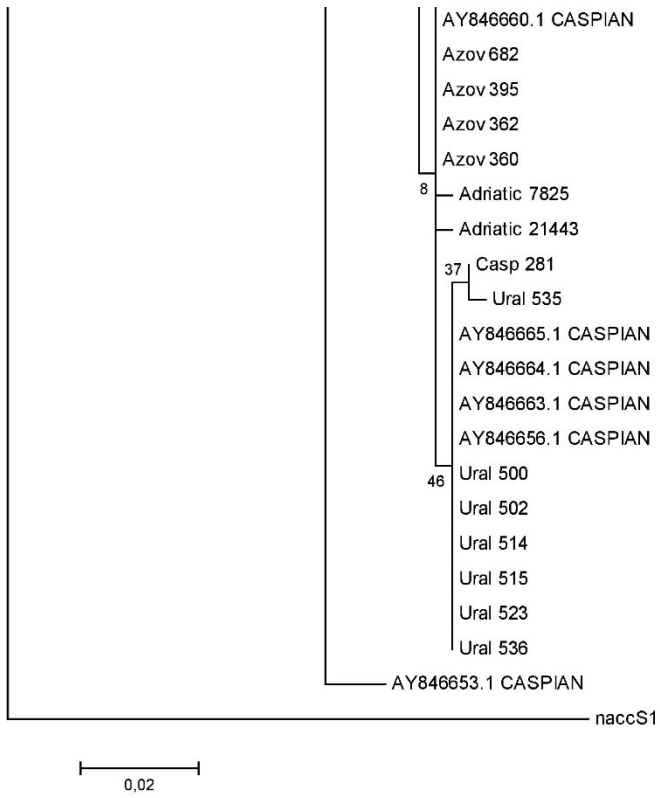 AY846660.1 CASPIAN
Azov 682
Azov 395
Azov 362
Azov 360
8
Adriatic 7825
Adriatic 21443
37
Casp 281
Ural 535
AY846665.1 CASPIAN
AY846664.1 CASPIAN
AY846663.1 CASPIAN
AY846656.1 CASPIAN
46
Ural 500
Ural 502
Ural 514
Ural 515
Ural 523
Ural 536
AY846653.1 CASPIAN
naccS1
0,02